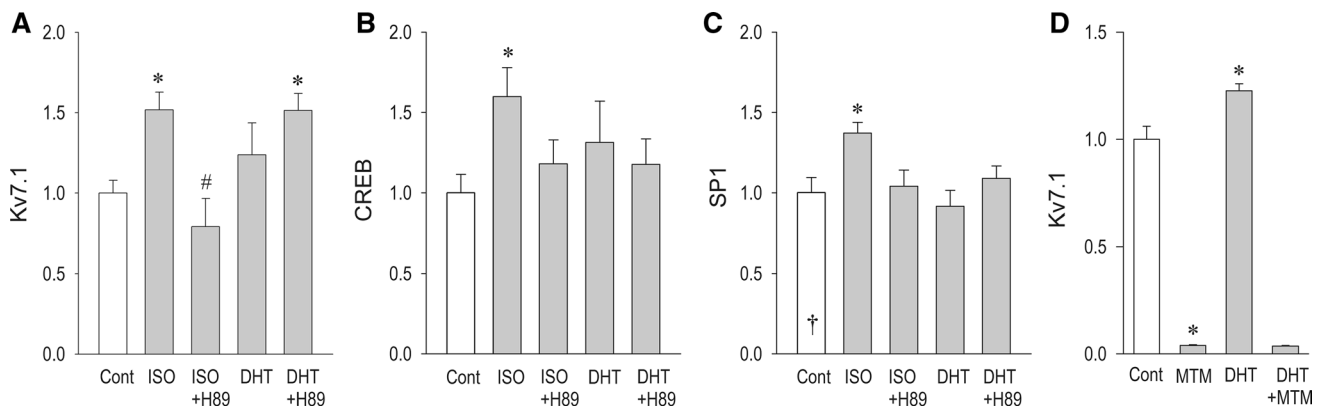 A
Kv7.1
2.0
1.5
1.0
0.5
0.0
*
#
*
Cont ISO ISO DHT DHT
+H89 +H89
B
CREB
2.0
1.5
1.0
0.5
0.0
*
Cont ISO ISO DHT DHT
+H89 +H89
C
SP1
2.0
1.5
1.0
0.5
0.0
*
†
Cont ISO ISO DHT DHT
+H89 +H89
D
Kv7.1
1.5
1.0
0.5
0.0
*
*
Cont MTM DHT DHT
+MTM